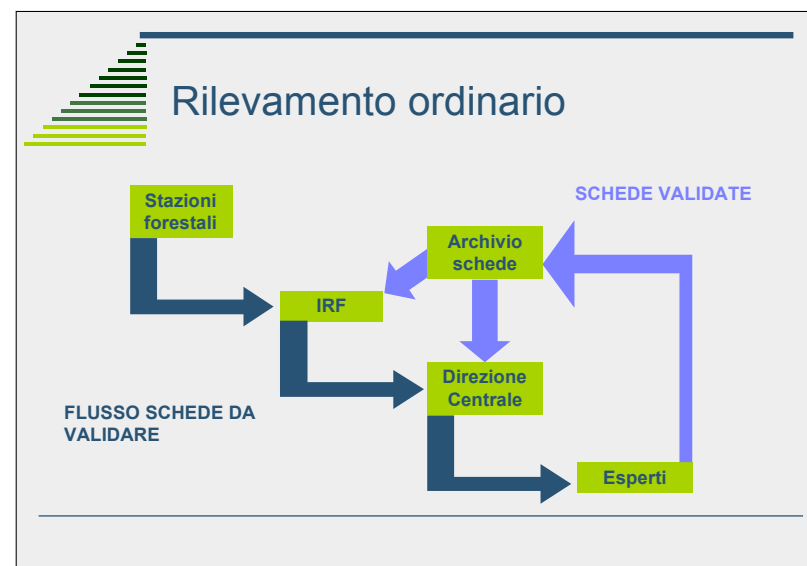 Rilevamento ordinario
SCHEDE VALIDATE
Stazioni
forestali
Archivio
schede
IRF
Direzione
Centrale
FLUSSO SCHEDE DA
VALIDARE
Esperti